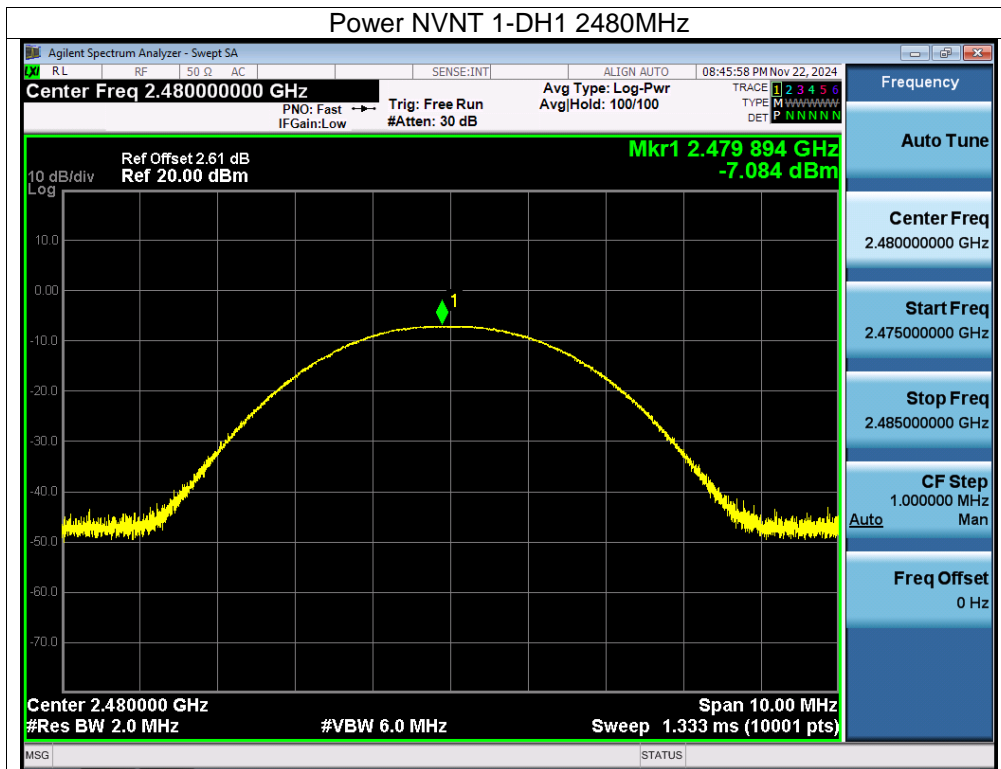 Power NVNT 1-DH1 2480MHz
Agilent Spectrum Analyzer - Swept SA
LXI RL RF 50 Ω AC SENSE:INT ALIGN AUTO 08:45:58 PM Nov 22, 2024
Center Freq 2.480000000 GHz
PNO: Fast
IFGain:Low
Trig: Free Run
#Atten: 30 dB
Avg Type: Log-Pwr
Avg|Hold: 100/100
TRACE 1 2 3 4 5 6
TYPE M WWWWW
DET P N N N N N
Frequency
Auto Tune
Center Freq
2.480000000 GHz
Start Freq
2.475000000 GHz
Stop Freq
2.485000000 GHz
CF Step
1.000000 MHz
Auto Man
Freq Offset
0 Hz
Mkr1 2.479 894 GHz
-7.084 dBm
Ref Offset 2.61 dB
10 dB/div Ref 20.00 dBm
Log
10.0
0.00
1
-10.0
-20.0
-30.0
-40.0
-50.0
-60.0
-70.0
Center 2.480000 GHz Span 10.00 MHz
#Res BW 2.0 MHz #VBW 6.0 MHz Sweep 1.333 ms (10001 pts)
MSG STATUS